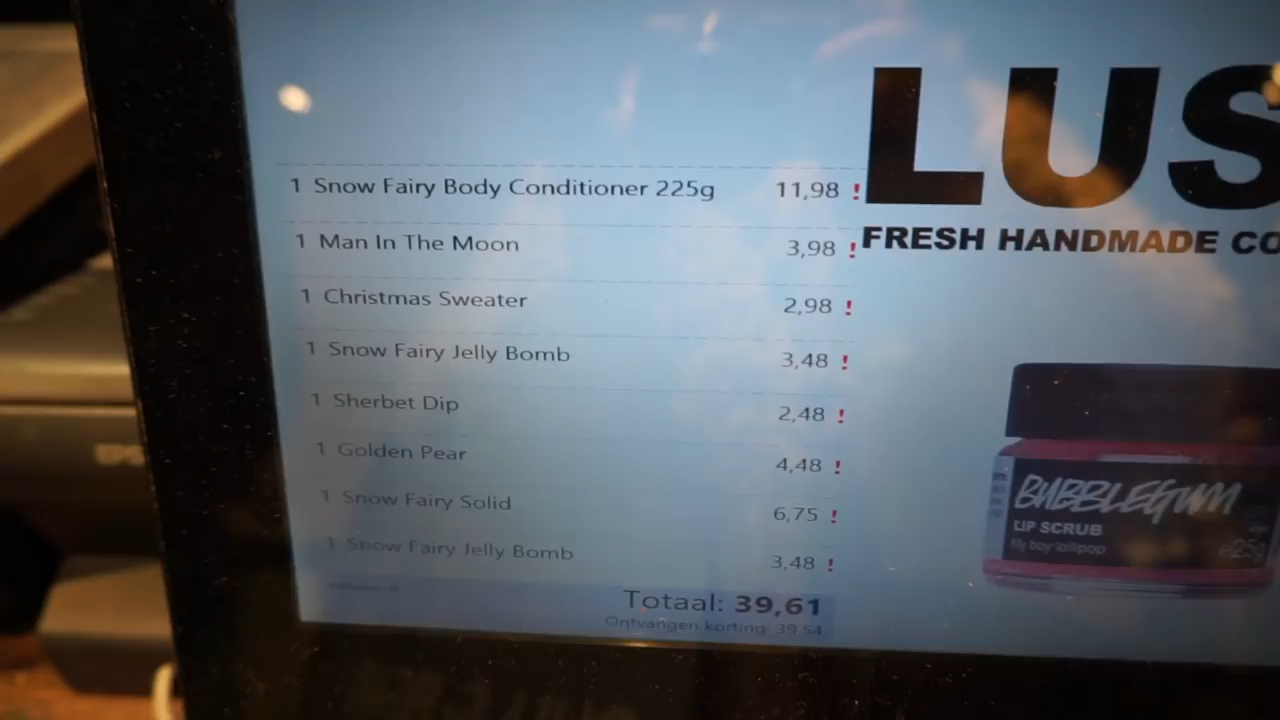 LUS
FRESH HANDMADE CO
1 Snow Fairy Body Conditioner 225g 11,98 !
1 Man In The Moon 3,98 !
1 Christmas Sweater 2,98 !
1 Snow Fairy Jelly Bomb 3,48 !
1 Sherbet Dip 2,48 !
1 Golden Pear 4,48 !
1 Snow Fairy Solid 6,75 !
1 Snow Fairy Jelly Bomb 3,48 !
Totaal: 39,61
Ontvangen korting: 39,54
BUBBLEGUM
LIP SCRUB
My boy lollipop
25g